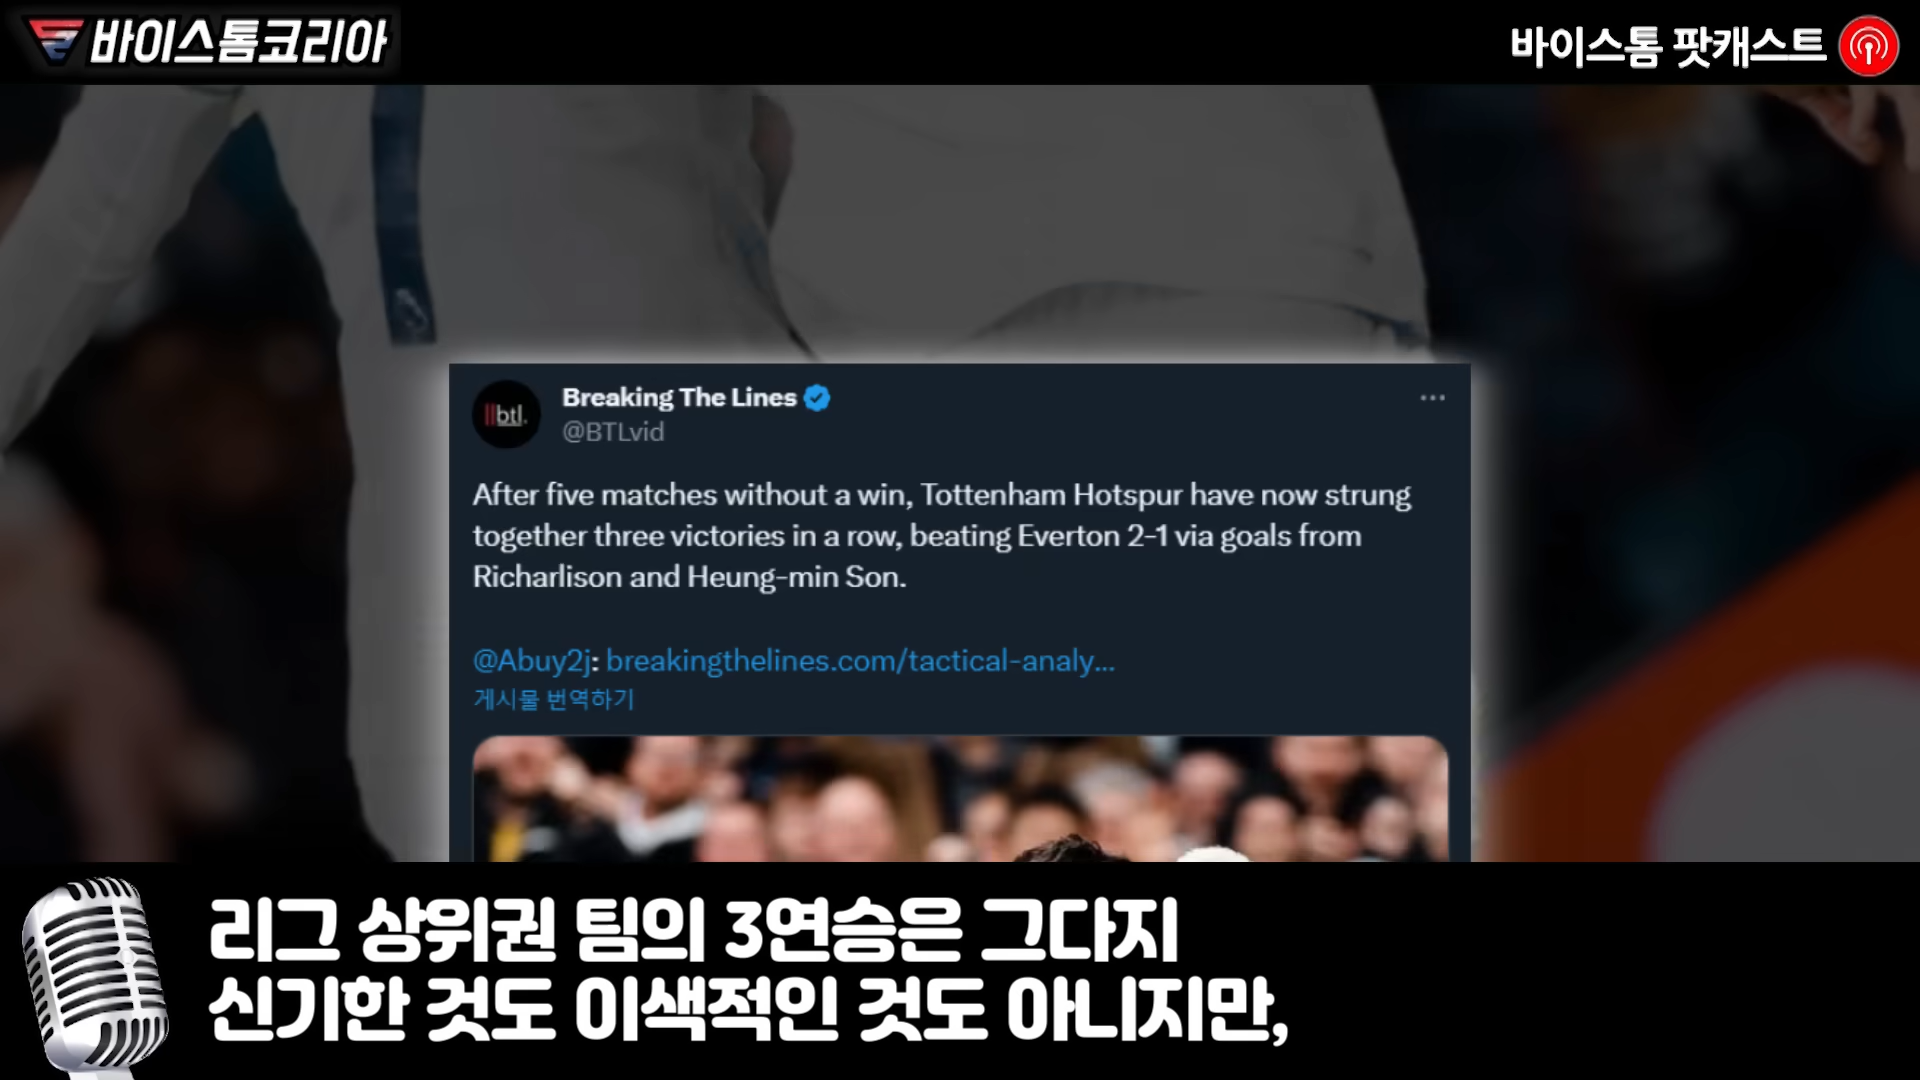 바이스톰코리아
바이스톰 팟캐스트
btl.
Breaking The Lines
@BTLvid
After five matches without a win, Tottenham Hotspur have now strung
together three victories in a row, beating Everton 2-1 via goals from
Richarlison and Heung-min Son.
@Abuy2j: breakingthelines.com/tactical-analy...
게시물 번역하기
리그 상위권 팀의 3연승은 그다지
신기한 것도 이색적인 것도 아니지만,